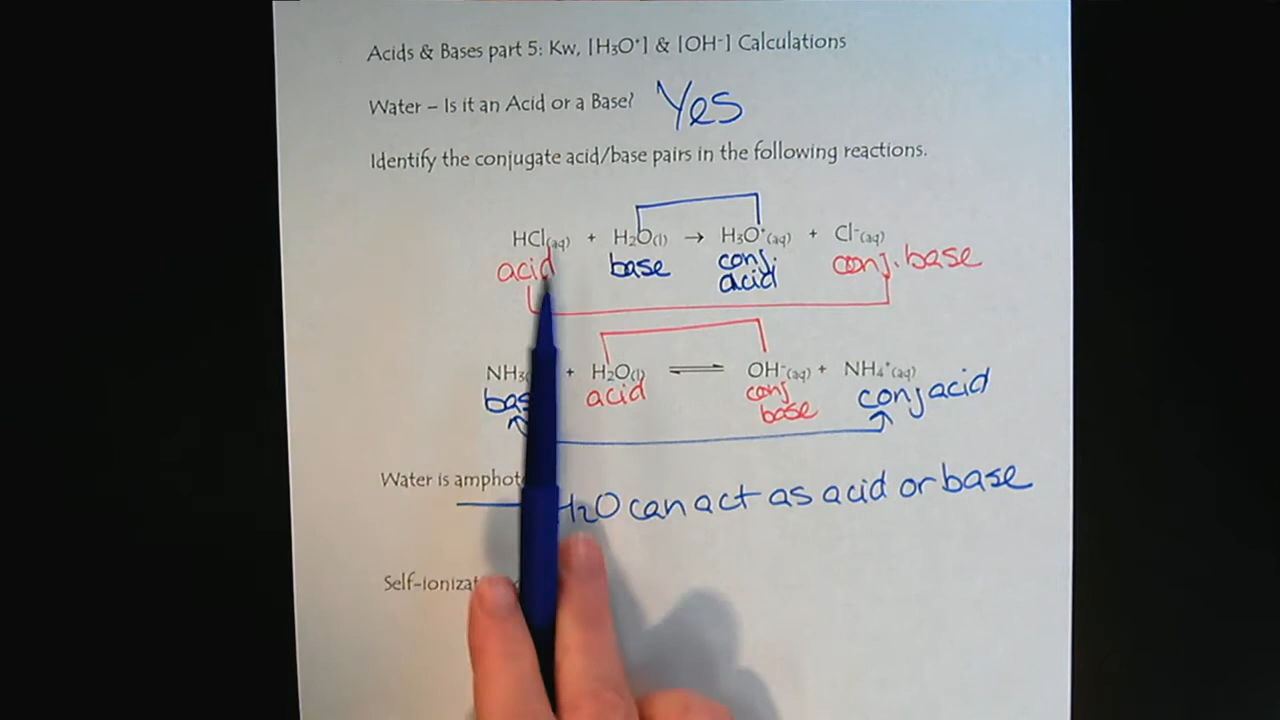 Acids & Bases part 5: Kw, [H₃O⁺] & [OH⁻] Calculations
Water – Is it an Acid or a Base? Yes
Identify the conjugate acid/base pairs in the following reactions.
HCl(aq) + H₂O(l) → H₃O⁺(aq) + Cl⁻(aq)
acid base conj. acid conj. base
NH₃ + H₂O(l) ⇌ OH⁻(aq) + NH₄⁺(aq)
acid conj base conj acid
Water is
H₂O can act as acid or base